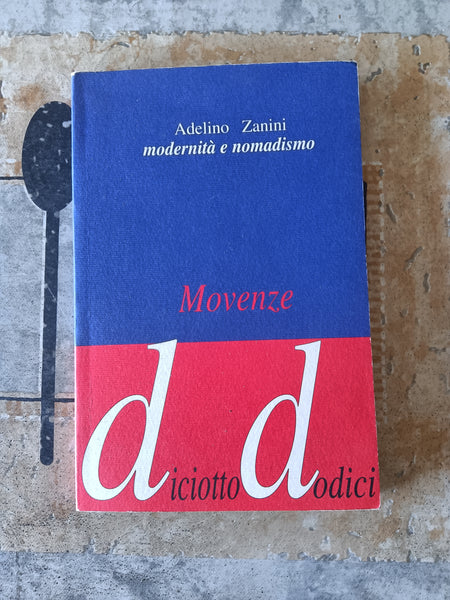 Adelino Zanini
modernità e nomadismo
Movenze
diciotto dodici